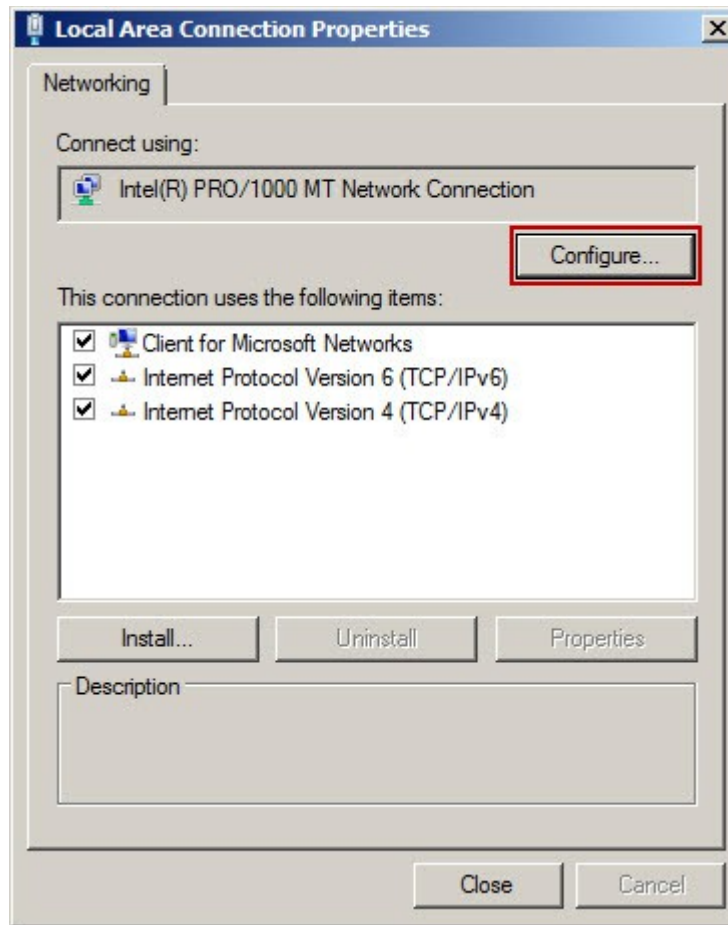 Local Area Connection Properties
Networking
Connect using:
Intel(R) PRO/1000 MT Network Connection
Configure...
This connection uses the following items:
Client for Microsoft Networks
Internet Protocol Version 6 (TCP/IPv6)
Internet Protocol Version 4 (TCP/IPv4)
Install... Uninstall Properties
Description
Close Cancel